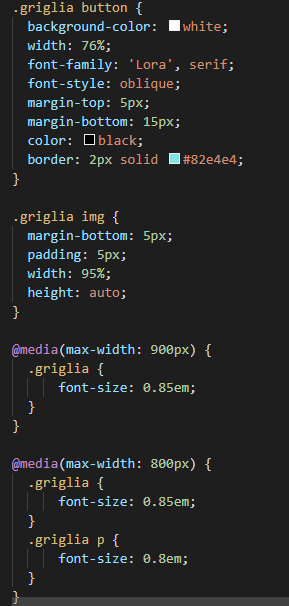 .griglia button {
background-color: white;
width: 76%;
font-family: 'Lora', serif;
font-style: oblique;
margin-top: 5px;
margin-bottom: 15px;
color: black;
border: 2px solid #82e4e4;
}
.griglia img {
margin-bottom: 5px;
padding: 5px;
width: 95%;
height: auto;
}
@media(max-width: 900px) {
.griglia {
font-size: 0.85em;
}
}
@media(max-width: 800px) {
.griglia {
font-size: 0.85em;
}
.griglia p {
font-size: 0.8em;
}
}